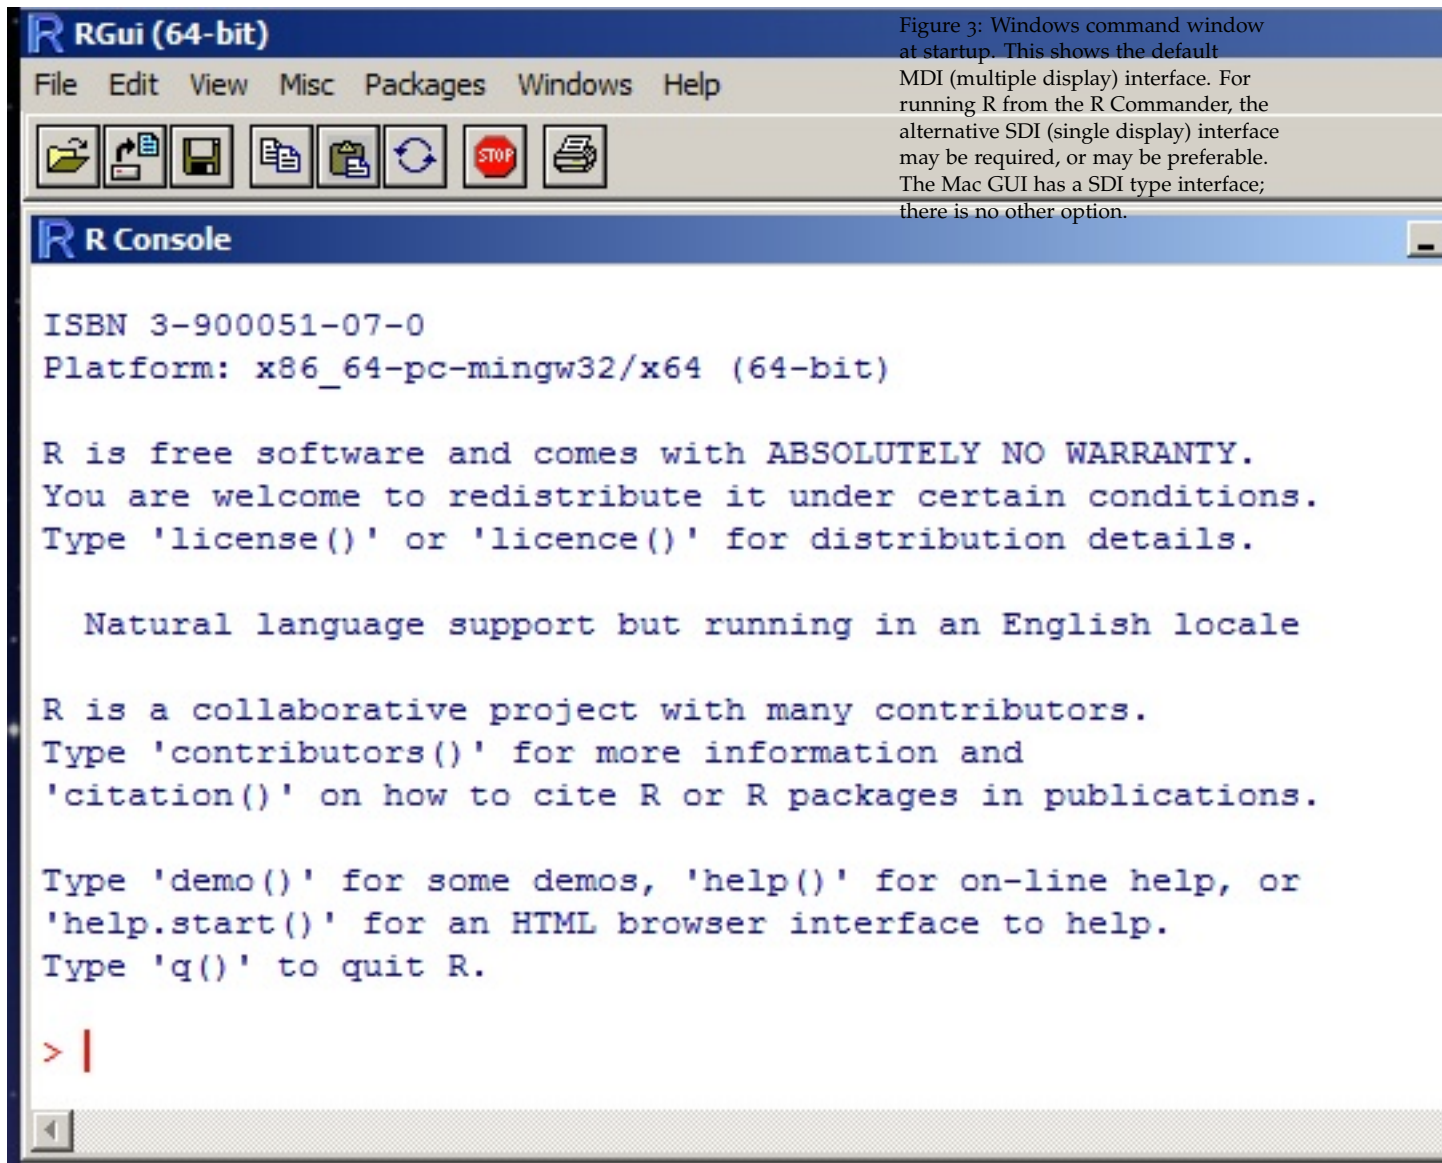 RGui (64-bit)
File Edit View Misc Packages Windows Help
STOP
Figure 3: Windows command window
at startup. This shows the default
MDI (multiple display) interface. For
running R from the R Commander, the
alternative SDI (single display) interface
may be required, or may be preferable.
The Mac GUI has a SDI type interface;
there is no other option.
R Console
ISBN 3-900051-07-0
Platform: x86_64-pc-mingw32/x64 (64-bit)
R is free software and comes with ABSOLUTELY NO WARRANTY.
You are welcome to redistribute it under certain conditions.
Type 'license()' or 'licence()' for distribution details.
Natural language support but running in an English locale
R is a collaborative project with many contributors.
Type 'contributors()' for more information and
'citation()' on how to cite R or R packages in publications.
Type 'demo()' for some demos, 'help()' for on-line help, or
'help.start()' for an HTML browser interface to help.
Type 'q()' to quit R.
>